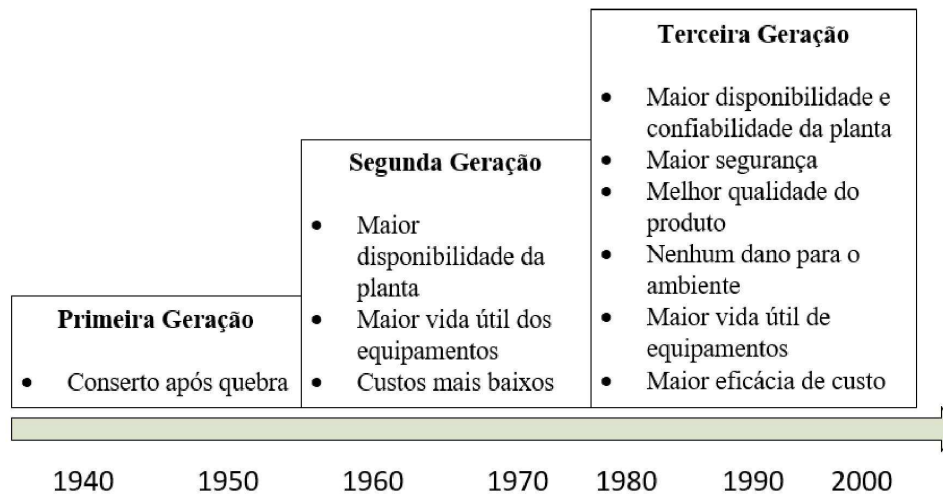 Primeira Geração
• Conserto após quebra
Segunda Geração
• Maior
disponibilidade da
planta
• Maior vida útil dos
equipamentos
• Custos mais baixos
Terceira Geração
• Maior disponibilidade e
confiabilidade da planta
• Maior segurança
• Melhor qualidade do
produto
• Nenhum dano para o
ambiente
• Maior vida útil de
equipamentos
• Maior eficácia de custo
1940 1950 1960 1970 1980 1990 2000